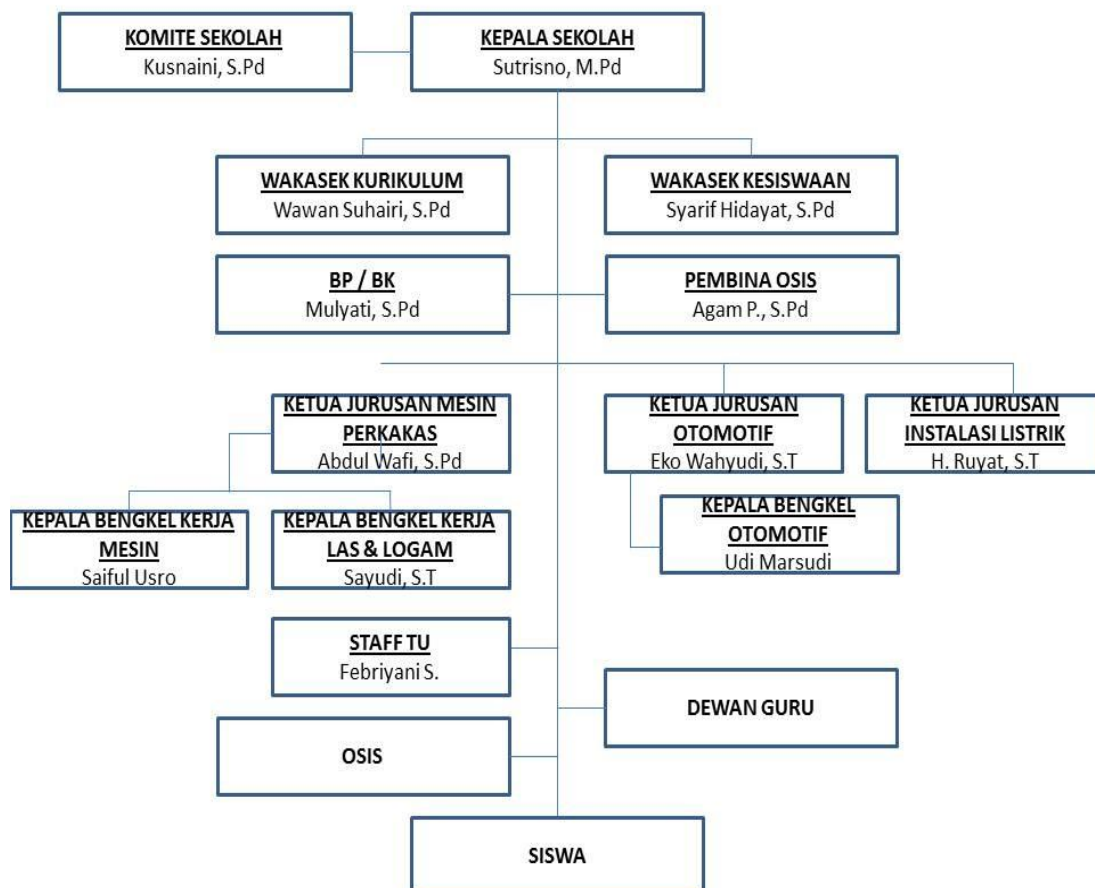 KOMITE SEKOLAH
Kusnaini, S.Pd
KEPALA SEKOLAH
Sutrisno, M.Pd
WAKASEK KURIKULUM
Wawan Suhairi, S.Pd
WAKASEK KESISWAAN
Syarif Hidayat, S.Pd
BP / BK
Mulyati, S.Pd
PEMBINA OSIS
Agam P., S.Pd
KETUA JURUSAN MESIN
PERKAKAS
Abdul Wafi, S.Pd
KETUA JURUSAN
OTOMOTIF
Eko Wahyudi, S.T
KETUA JURUSAN
INSTALASI LISTRIK
H. Ruyat, S.T
KEPALA BENGKEL KERJA
MESIN
Saiful Usro
KEPALA BENGKEL KERJA
LAS & LOGAM
Sayudi, S.T
KEPALA BENGKEL
OTOMOTIF
Udi Marsudi
STAFF TU
Febriyani S.
DEWAN GURU
OSIS
SISWA